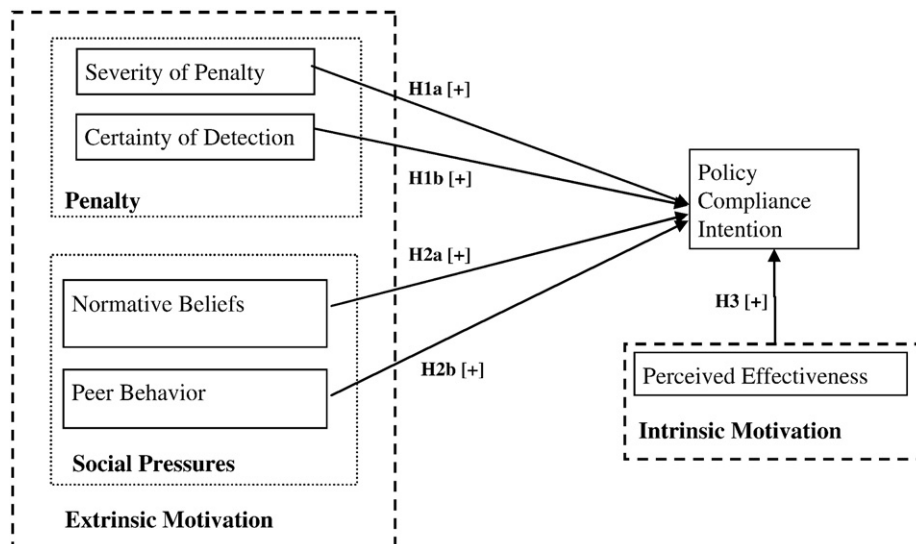 Severity of Penalty
H1a [+]
Certainty of Detection
H1b [+]
Penalty
Policy
Compliance
Intention
H2a [+]
Normative Beliefs
H3 [+]
H2b [+]
Peer Behavior
Perceived Effectiveness
Social Pressures
Intrinsic Motivation
Extrinsic Motivation